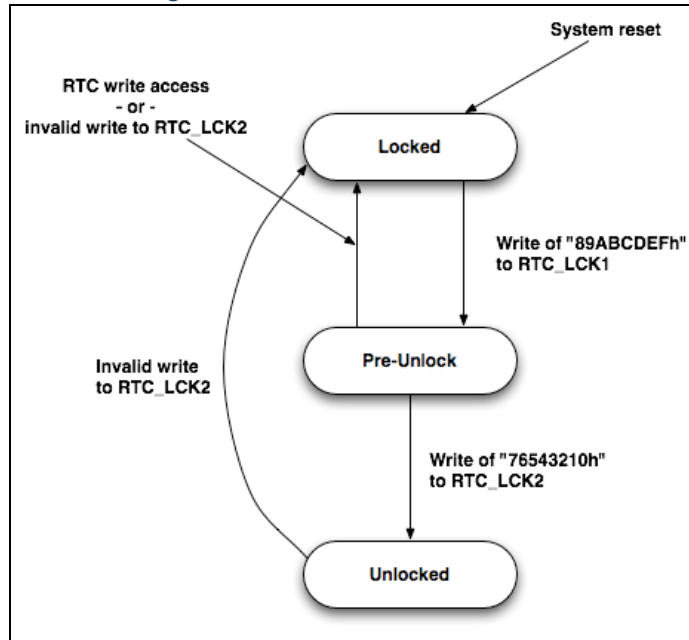 System reset
RTC write access
- or -
invalid write to RTC_LCK2
Locked
Write of "89ABCDEFh"
to RTC_LCK1
Pre-Unlock
Invalid write
to RTC_LCK2
Write of "76543210h"
to RTC_LCK2
Unlocked